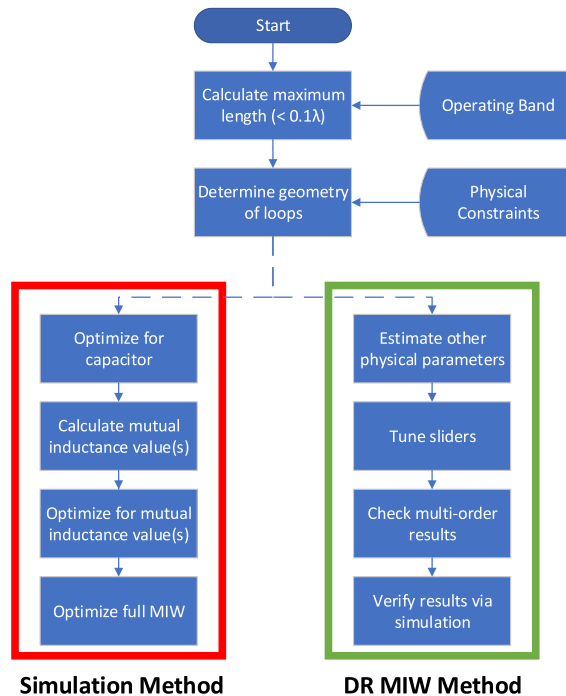 Start
Calculate maximum
length (< 0.1λ)
Operating Band
Determine geometry
of loops
Physical
Constraints
Optimize for
capacitor
Calculate mutual
inductance value(s)
Optimize for mutual
inductance value(s)
Optimize full MIW
Simulation Method
Estimate other
physical parameters
Tune sliders
Check multi-order
results
Verify results via
simulation
DR MIW Method